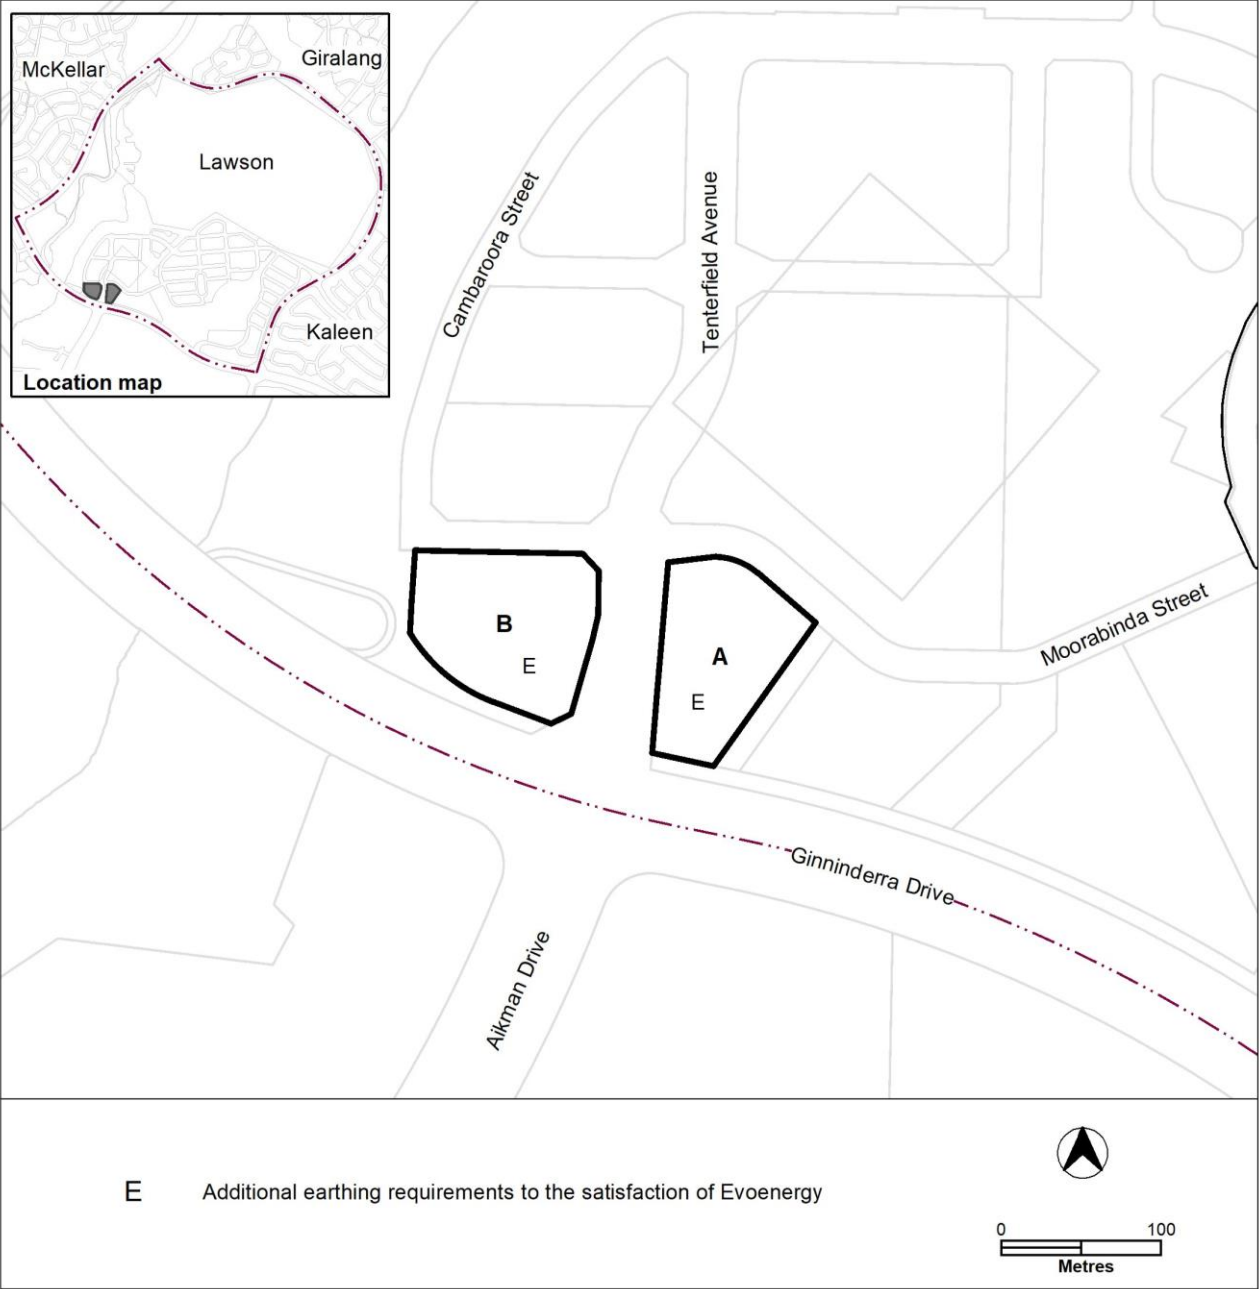 McKellar
Giralang
Lawson
Kaleen
Location map
Cambaroora Street
Tenterfield Avenue
B
E
A
E
Moorabinda Street
Ginninderra Drive
Aikman Drive
E Additional earthing requirements to the satisfaction of Evoenergy
0 100
Metres